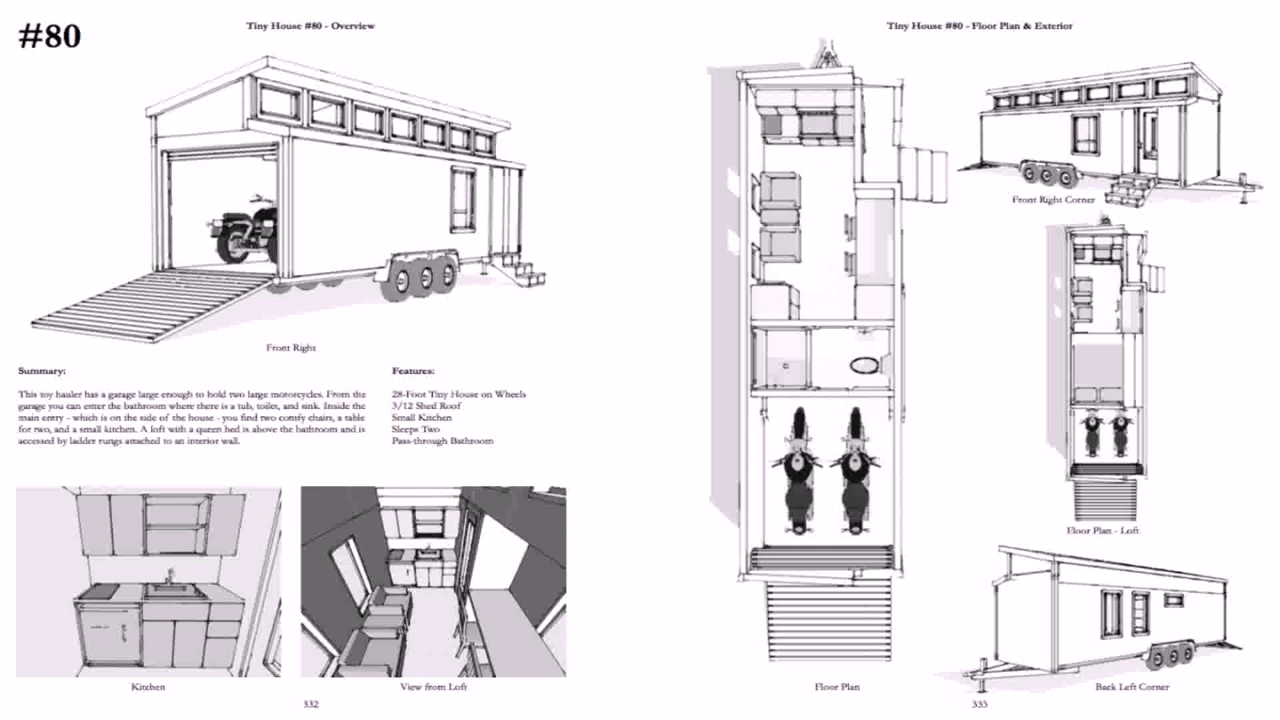 #80
Tiny House #80 - Overview
Front Right
Summary:
This toy hauler has a garage large enough to hold two large motorcycles. From the
garage you can enter the bathroom where there is a tub, toilet, and sink. Inside the
main entry - which is on the side of the house - you find two comfy chairs, a table
for two, and a small kitchen. A loft with a queen bed is above the bathroom and is
accessed by ladder rungs attached to an interior wall.
Features:
28-Foot Tiny House on Wheels
3/12 Shed Roof
Small Kitchen
Sleeps Two
Pass-through Bathroom
Kitchen
View from Loft
332
Tiny House #80 - Floor Plan & Exterior
Front Right Corner
Floor Plan - Loft
Floor Plan
Back Left Corner
333